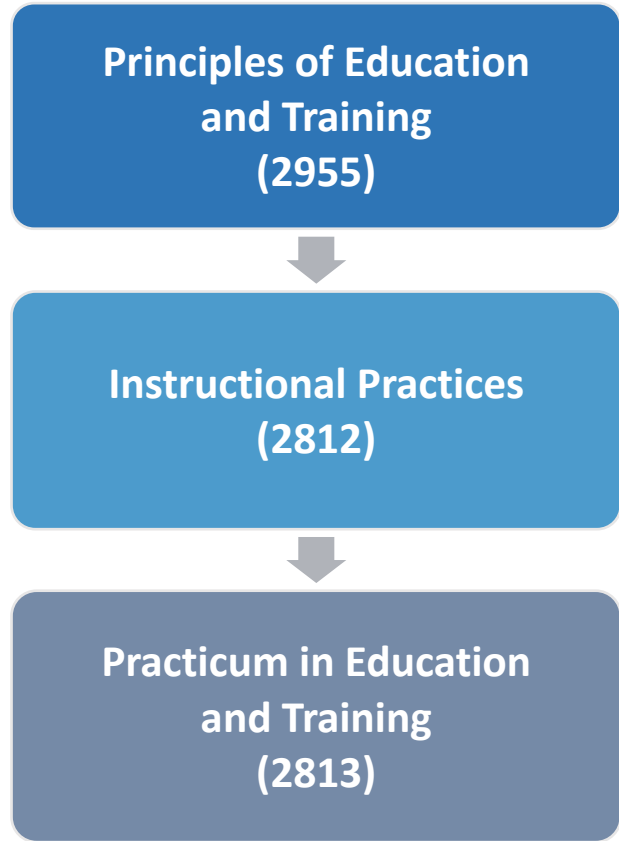 Principles of Education
and Training
(2955)
Instructional Practices
(2812)
Practicum in Education
and Training
(2813)